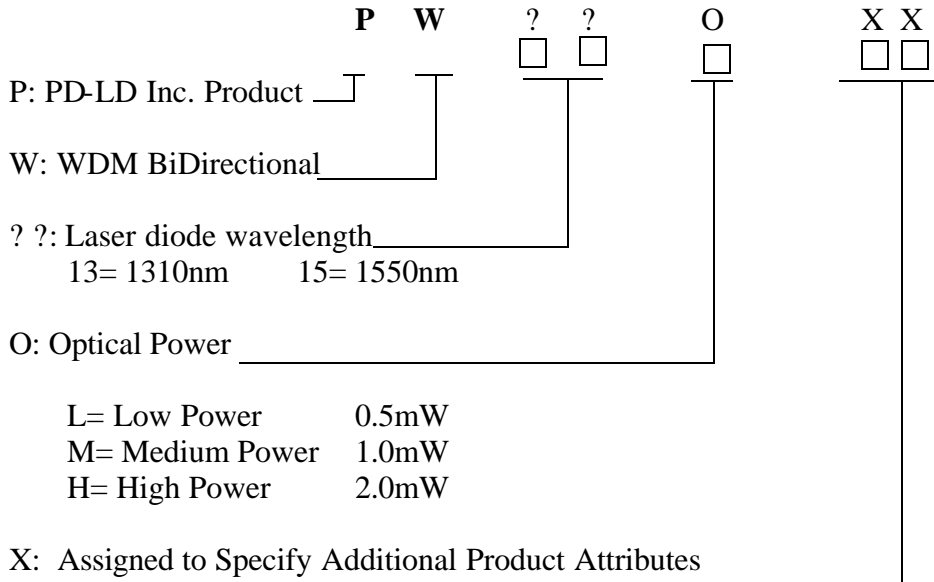 P W ? ? O X X
P: PD-LD Inc. Product
W: WDM BiDirectional
? ?: Laser diode wavelength
13= 1310nm 15= 1550nm
O: Optical Power
L= Low Power 0.5mW
M= Medium Power 1.0mW
H= High Power 2.0mW
X: Assigned to Specify Additional Product Attributes